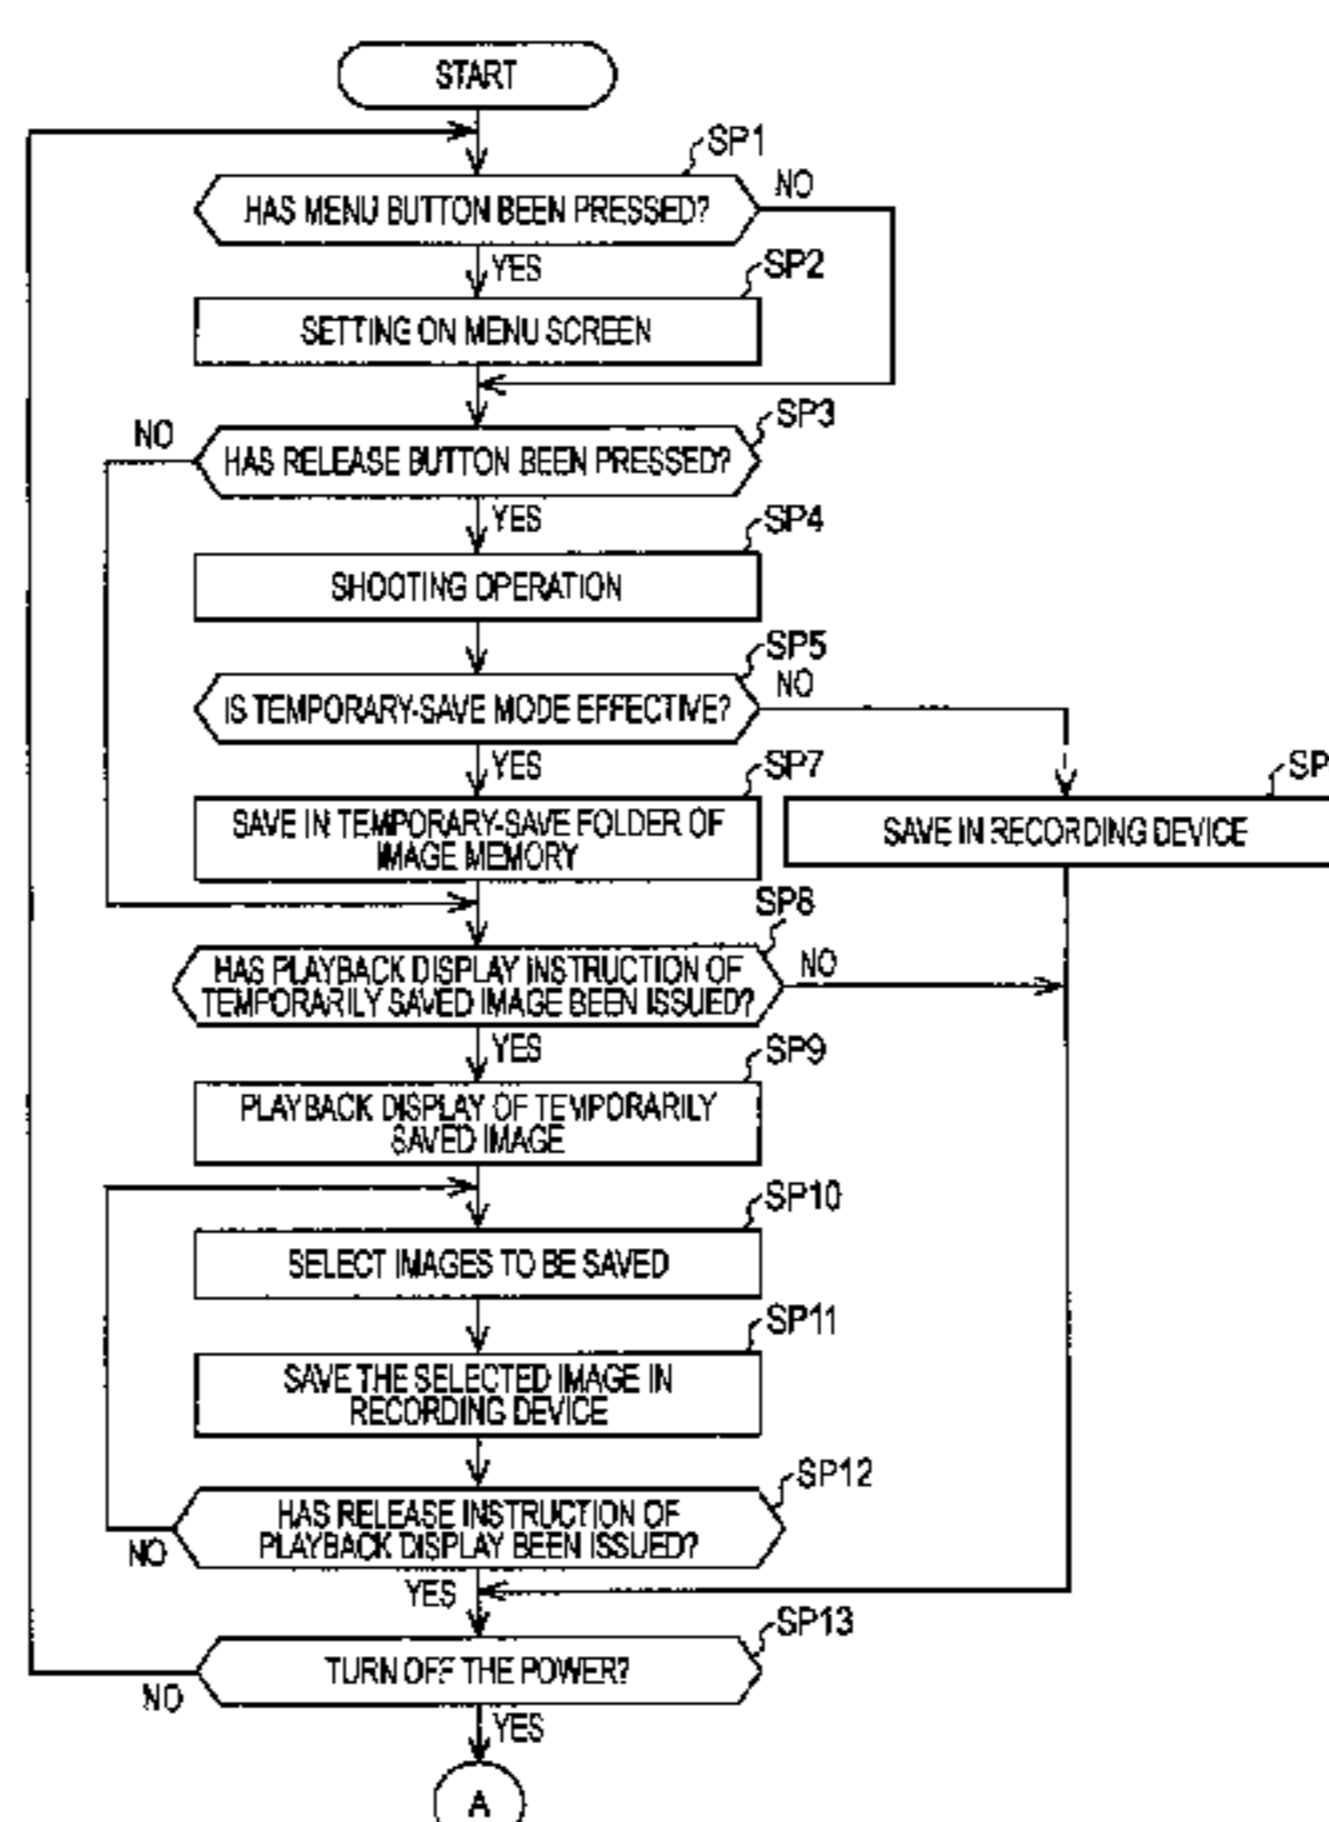 START
SP1
HAS MENU BUTTON BEEN PRESSED?
NO
YES
SP2
SETTING ON MENU SCREEN
SP3
NO
HAS RELEASE BUTTON BEEN PRESSED?
YES
SP4
SHOOTING OPERATION
SP5
IS TEMPORARY-SAVE MODE EFFECTIVE?
NO
YES
SP7
SAVE IN TEMPORARY-SAVE FOLDER OF
IMAGE MEMORY
SP
SAVE IN RECORDING DEVICE
SP8
HAS PLAYBACK DISPLAY INSTRUCTION OF
TEMPORARILY SAVED IMAGE BEEN ISSUED?
NO
YES
SP9
PLAYBACK DISPLAY OF TEMPORARILY
SAVED IMAGE
SP10
SELECT IMAGES TO BE SAVED
SP11
SAVE THE SELECTED IMAGE IN
RECORDING DEVICE
SP12
HAS RELEASE INSTRUCTION OF
PLAYBACK DISPLAY BEEN ISSUED?
NO
YES
SP13
TURN OFF THE POWER?
NO
YES
A